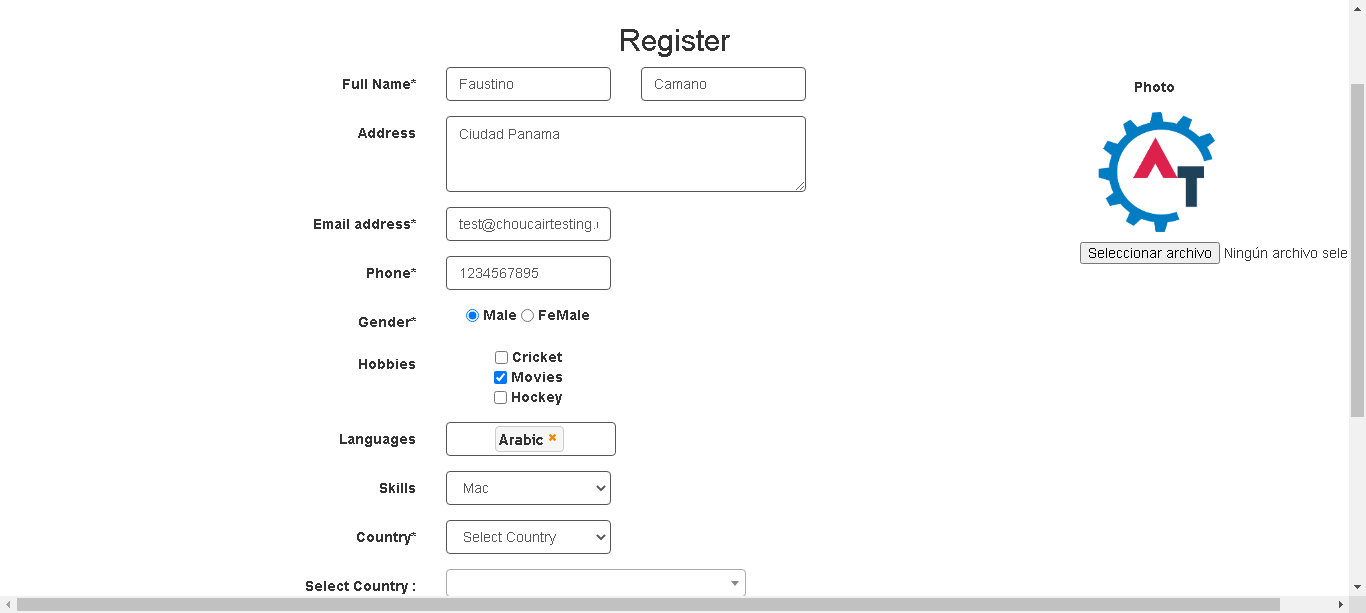 Register
Full Name*
Faustino
Camano
Photo
Address
Ciudad Panama
AT
Email address*
test@choucairtesting.
Seleccionar archivo
Ningún archivo sele
Phone*
1234567895
Gender*
Male
FeMale
Hobbies
Cricket
Movies
Hockey
Languages
Arabic
Skills
Mac
Country*
Select Country
Select Country :